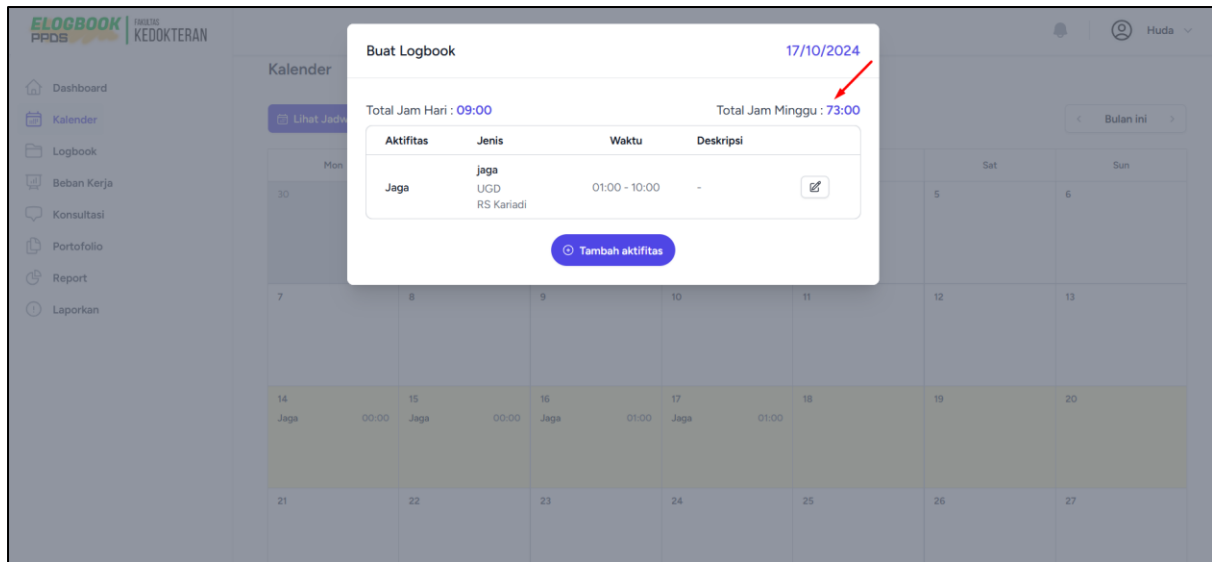 ELOGBOOK
PPDS
FAKULTAS
KEDOKTERAN
Huda
Dashboard
Kalender
Logbook
Beban Kerja
Konsultasi
Portofolio
Report
Laporkan
Kalender
Lihat Jadw
Bulan ini
Buat Logbook 17/10/2024
Total Jam Hari : 09:00 Total Jam Minggu : 73:00
Aktifitas Jenis Waktu Deskripsi
Jaga jaga 01:00 - 10:00 -
UGD
RS Kariadi
Tambah aktifitas
Mon Sat Sun
30 5 6
7 8 9 10 11 12 13
14 15 16 17 18 19 20
Jaga 00:00 Jaga 00:00 Jaga 01:00 Jaga 01:00
21 22 23 24 25 26 27